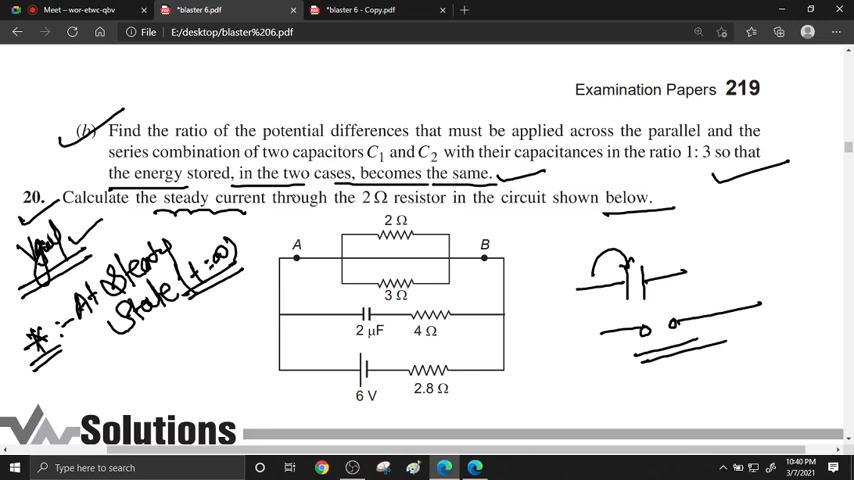 Meet – wor-etwc-qbv
*blaster 6.pdf
*blaster 6 - Copy.pdf
File
E:/desktop/blaster%206.pdf
Examination Papers 219
(b) Find the ratio of the potential differences that must be applied across the parallel and the
series combination of two capacitors C1 and C2 with their capacitances in the ratio 1: 3 so that
the energy stored, in the two cases, becomes the same.
20. Calculate the steady current through the 2 Ω resistor in the circuit shown below.
2 Ω
A
B
3 Ω
2 μF
4 Ω
6 V
2.8 Ω
* :- At Steady
State (t=∞)
Solutions
Type here to search
10:40 PM
3/7/2021